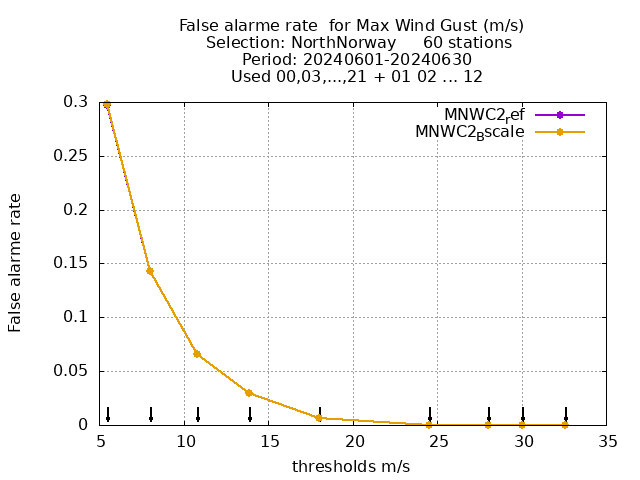 False alarme rate  for Max Wind Gust (m/s)
Selection: NorthNorway     60 stations
Period: 20240601-20240630
Used 00,03,...,21 + 01 02 ... 12
MNWC2_ref
MNWC2_Bscale
0.3
0.25
0.2
0.15
0.1
0.05
0
False alarme rate
5 10 15 20 25 30 35
thresholds m/s